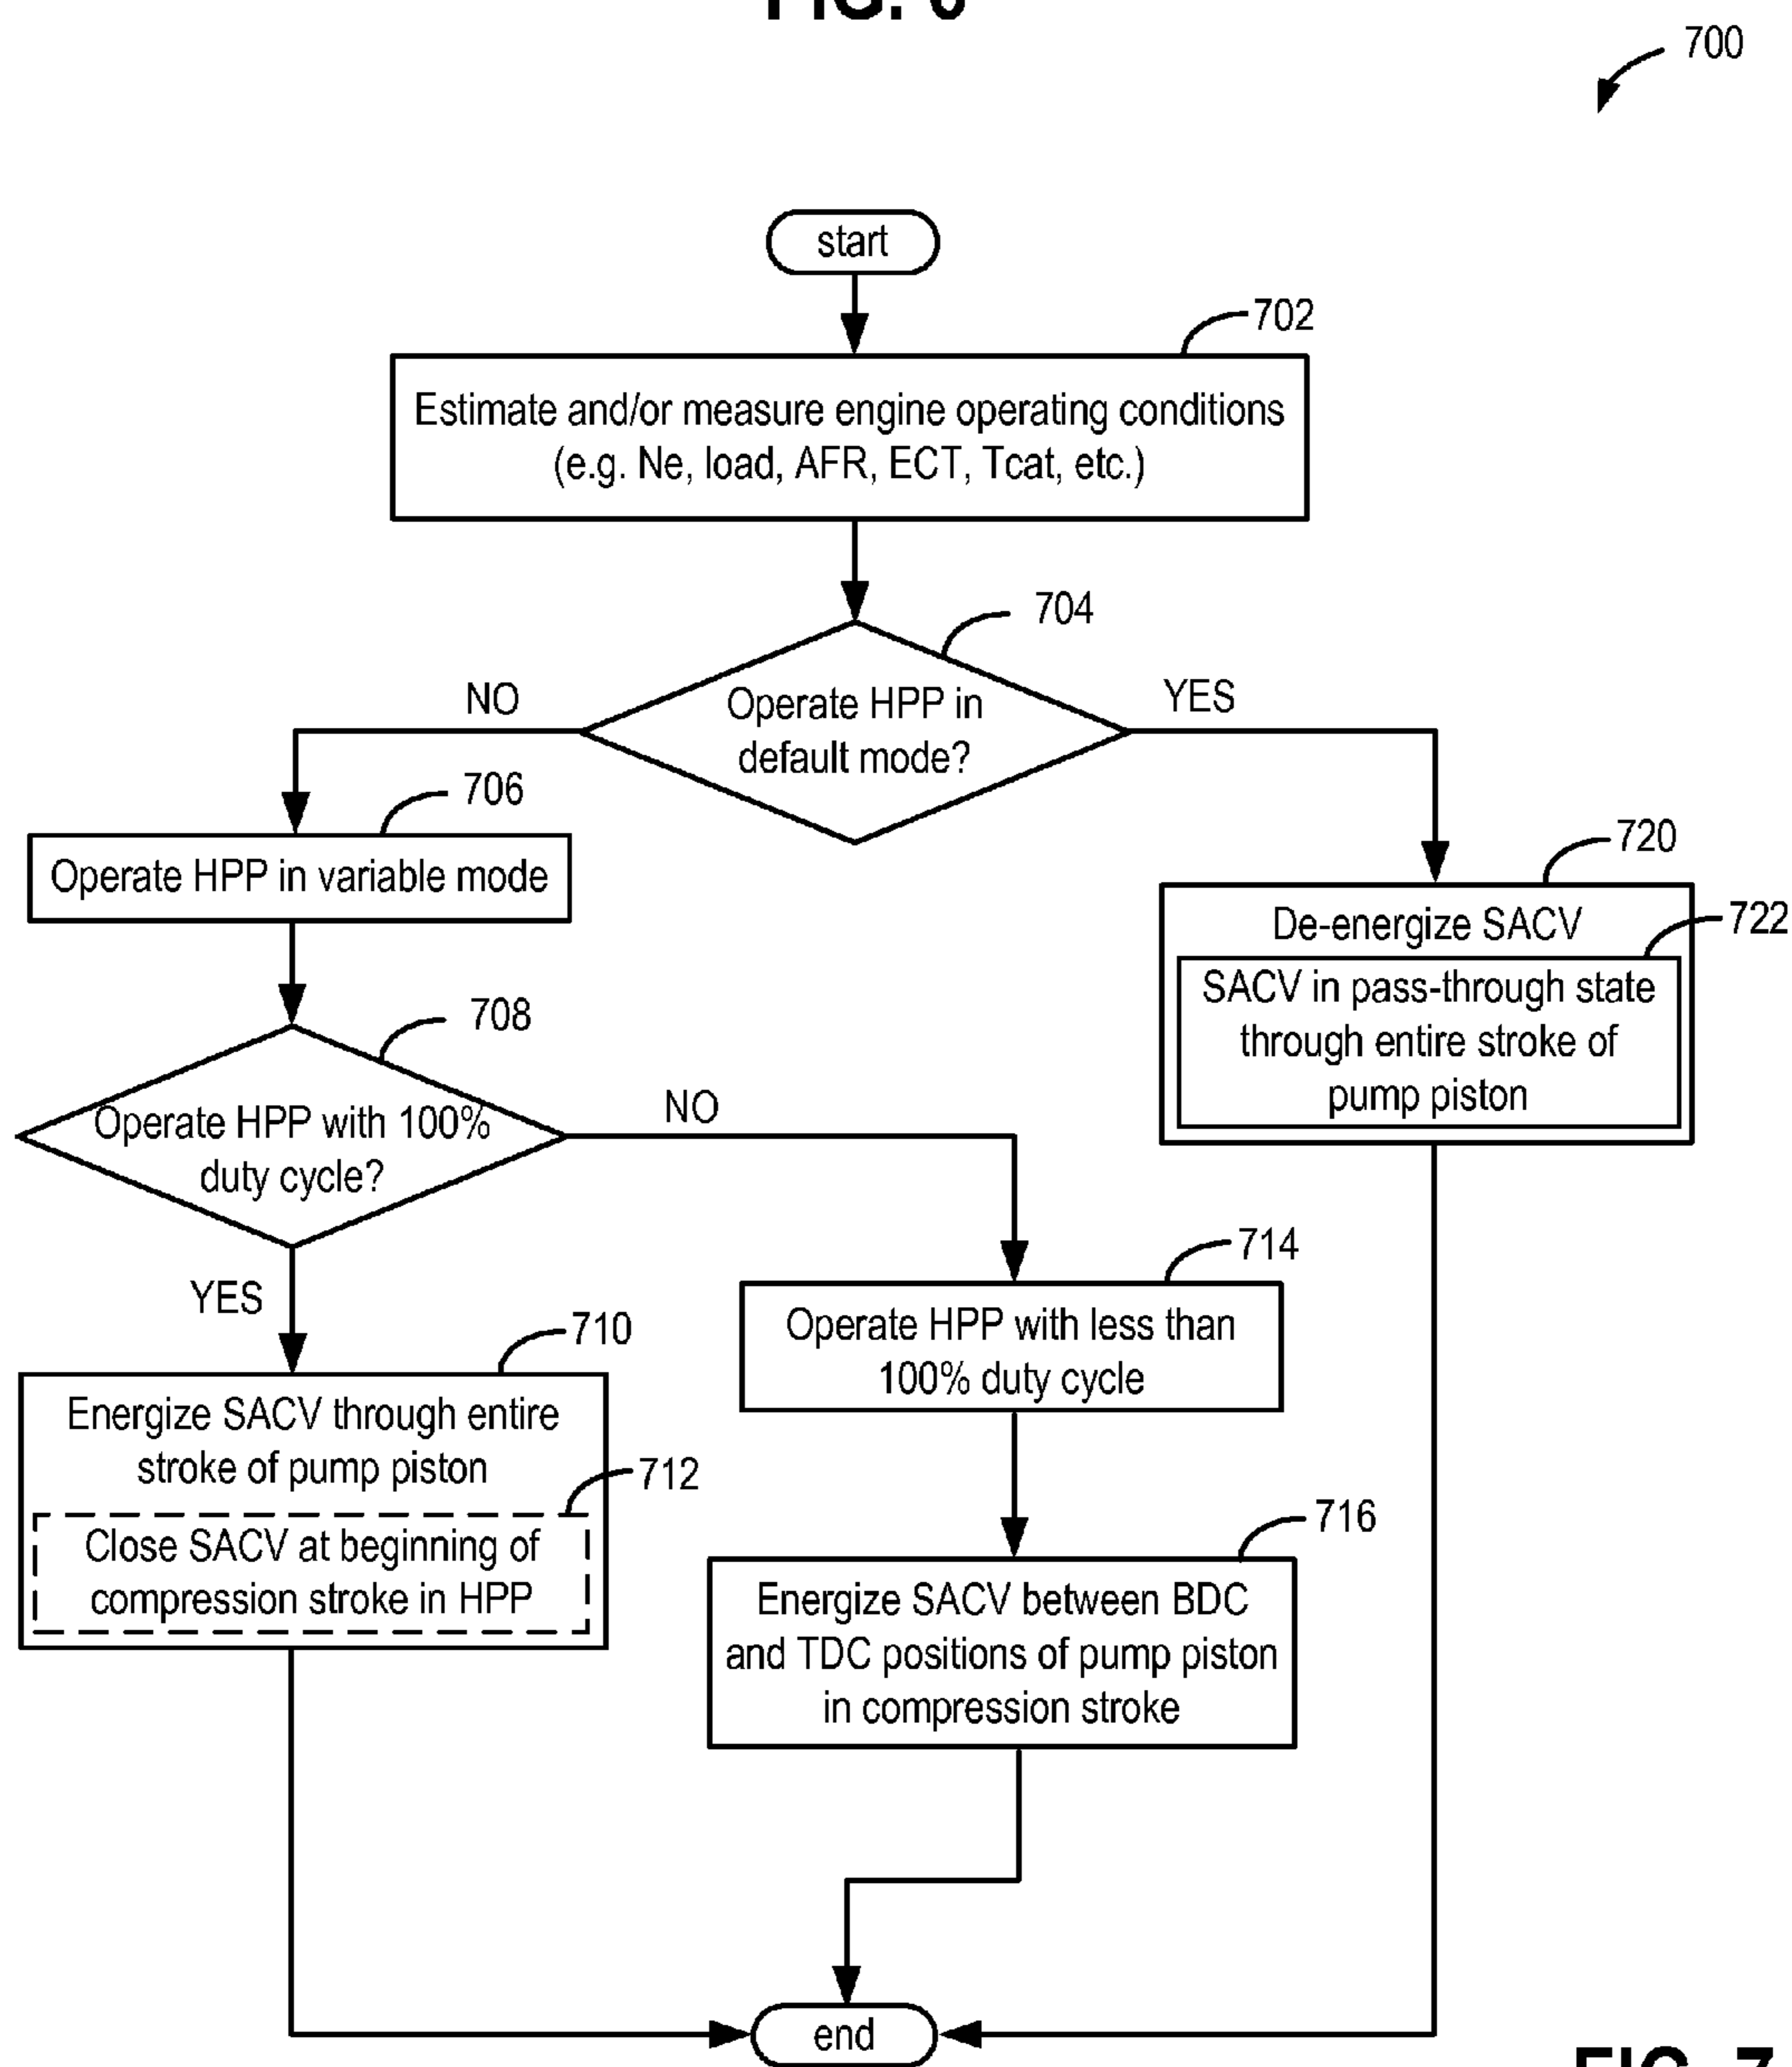 700
start
702
Estimate and/or measure engine operating conditions
(e.g. Ne, load, AFR, ECT, Tcat, etc.)
704
NO
Operate HPP in
default mode?
YES
706
Operate HPP in variable mode
720
De-energize SACV
722
SACV in pass-through state
through entire stroke of
pump piston
708
Operate HPP with 100%
duty cycle?
NO
YES
714
Operate HPP with less than
100% duty cycle
710
Energize SACV through entire
stroke of pump piston
712
Close SACV at beginning of
compression stroke in HPP
716
Energize SACV between BDC
and TDC positions of pump piston
in compression stroke
end